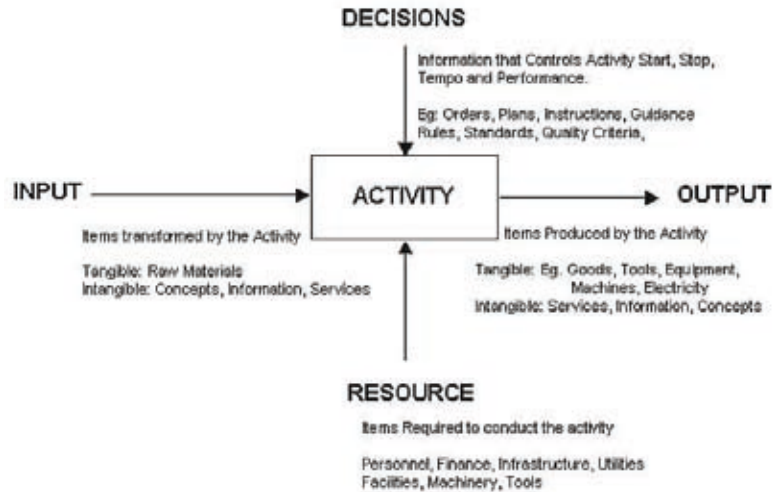 DECISIONS
Information that Controls Activity Start, Stop,
Tempo and Performance.
Eg: Orders, Plans, Instructions, Guidance
Rules, Standards, Quality Criteria,
INPUT
ACTIVITY
OUTPUT
Items transformed by the Activity
Tangible: Raw Materials
Intangible: Concepts, Information, Services
Items Produced by the Activity
Tangible: Eg. Goods, Tools, Equipment,
Machines, Electricity
Intangible: Services, Information, Concepts
RESOURCE
Items Required to conduct the activity
Personnel, Finance, Infrastructure, Utilities
Facilities, Machinery, Tools